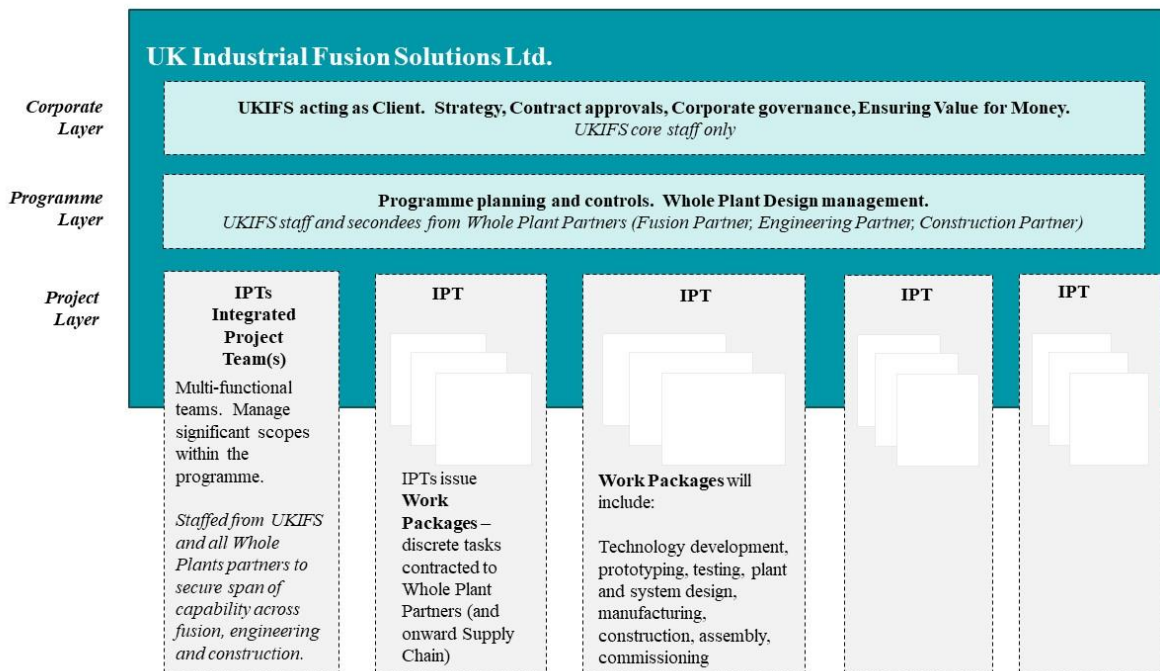 UK Industrial Fusion Solutions Ltd.
Corporate
Layer
UKIFS acting as Client. Strategy, Contract approvals, Corporate governance, Ensuring Value for Money.
UKIFS core staff only
Programme
Layer
Programme planning and controls. Whole Plant Design management.
UKIFS staff and secondees from Whole Plant Partners (Fusion Partner, Engineering Partner, Construction Partner)
Project
Layer
IPTs
Integrated
Project
Team(s)
Multi-functional
teams. Manage
significant scopes
within the
programme.
Staffed from UKIFS
and all Whole
Plants partners to
secure span of
capability across
fusion, engineering
and construction.
IPT
IPTs issue
Work
Packages –
discrete tasks
contracted to
Whole Plant
Partners (and
onward Supply
Chain)
IPT
Work Packages will
include:
Technology development,
prototyping, testing, plant
and system design,
manufacturing,
construction, assembly,
commissioning
IPT
IPT